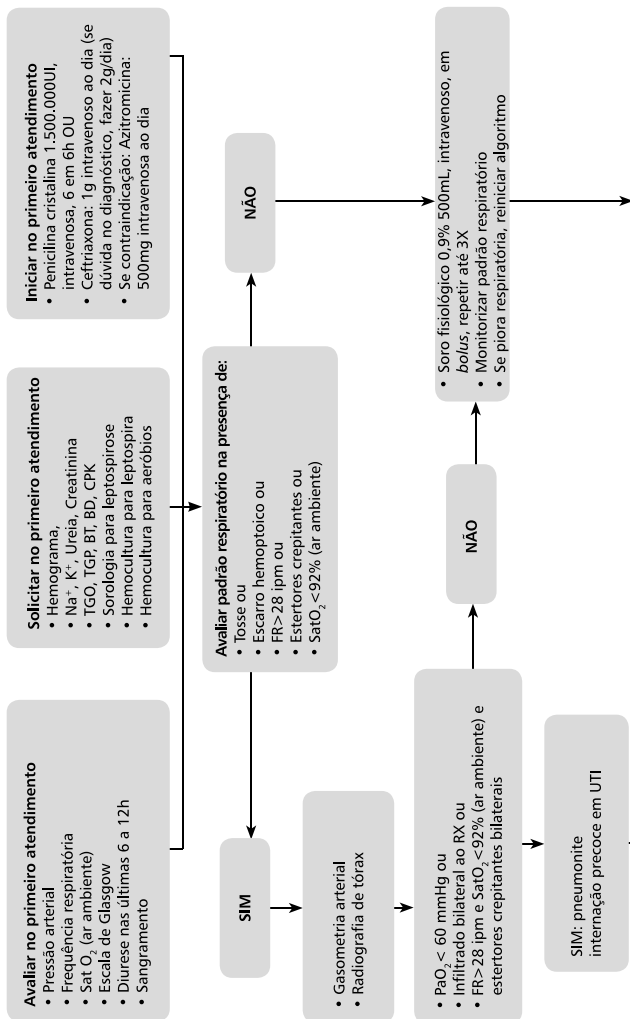 Avaliar no primeiro atendimento
• Pressão arterial
• Frequência respiratória
• Sat O₂ (ar ambiente)
• Escala de Glasgow
• Diurese nas últimas 6 a 12h
• Sangramento
Solicitar no primeiro atendimento
• Hemograma,
• Na⁺, K⁺, Ureia, Creatinina
• TGO, TGP, BT, BD, CPK
• Sorologia para leptospirose
• Hemocultura para leptospira
• Hemocultura para aeróbios
Iniciar no primeiro atendimento
• Penicilina cristalina 1.500.000UI,
intravenosa, 6 em 6h OU
• Ceftriaxona: 1g intravenoso ao dia (se
dúvida no diagnóstico, fazer 2g/dia)
• Se contraindicação: Azitromicina:
500mg intravenosa ao dia
Avaliar padrão respiratório na presença de:
• Tosse ou
• Escarro hemoptoico ou
• FR>28 ipm ou
• Estertores crepitantes ou
• SatO₂<92% (ar ambiente)
SIM
NÃO
• Gasometria arterial
• Radiografia de tórax
• PaO₂< 60 mmHg ou
• Infiltrado bilateral ao RX ou
• FR>28 ipm e SatO₂<92% (ar ambiente) e
estertores crepitantes bilaterais
NÃO
• Soro fisiológico 0,9% 500mL, intravenoso, em
bolus, repetir até 3X
• Monitorizar padrão respiratório
• Se piora respiratória, reiniciar algoritmo
SIM: pneumonite
internação precoce em UTI